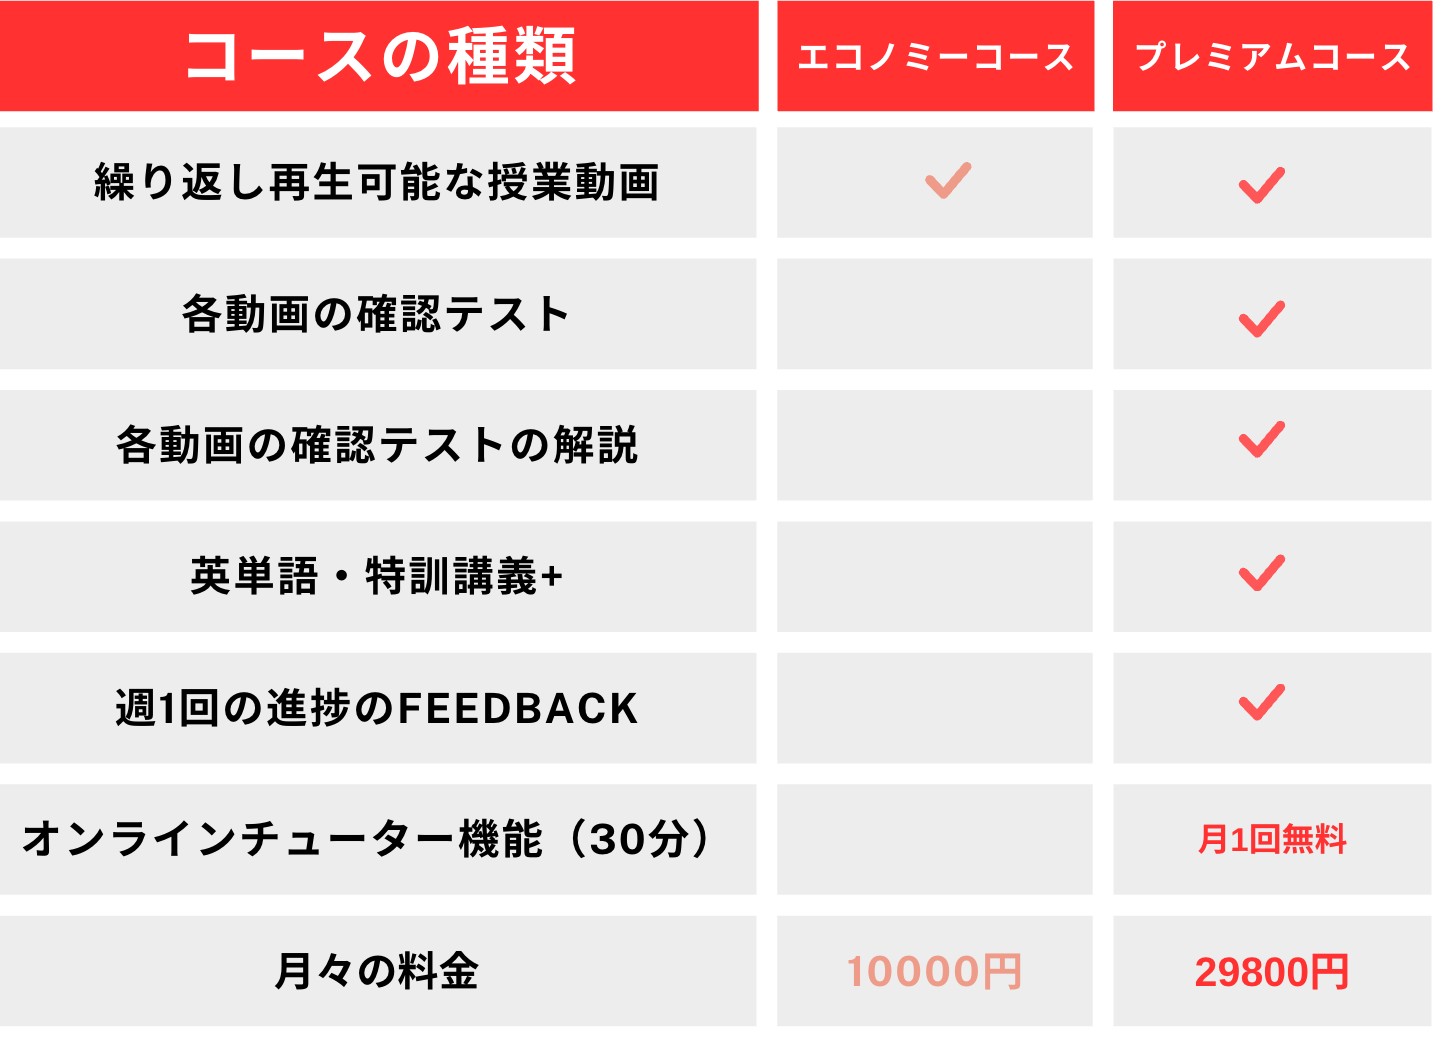 コースの種類 エコノミーコース プレミアムコース
繰り返し再生可能な授業動画
各動画の確認テスト
各動画の確認テストの解説
英単語・特訓講義+
週1回の進捗のFEEDBACK
オンラインチューター機能（30分） 月1回無料
月々の料金 10000円 29800円